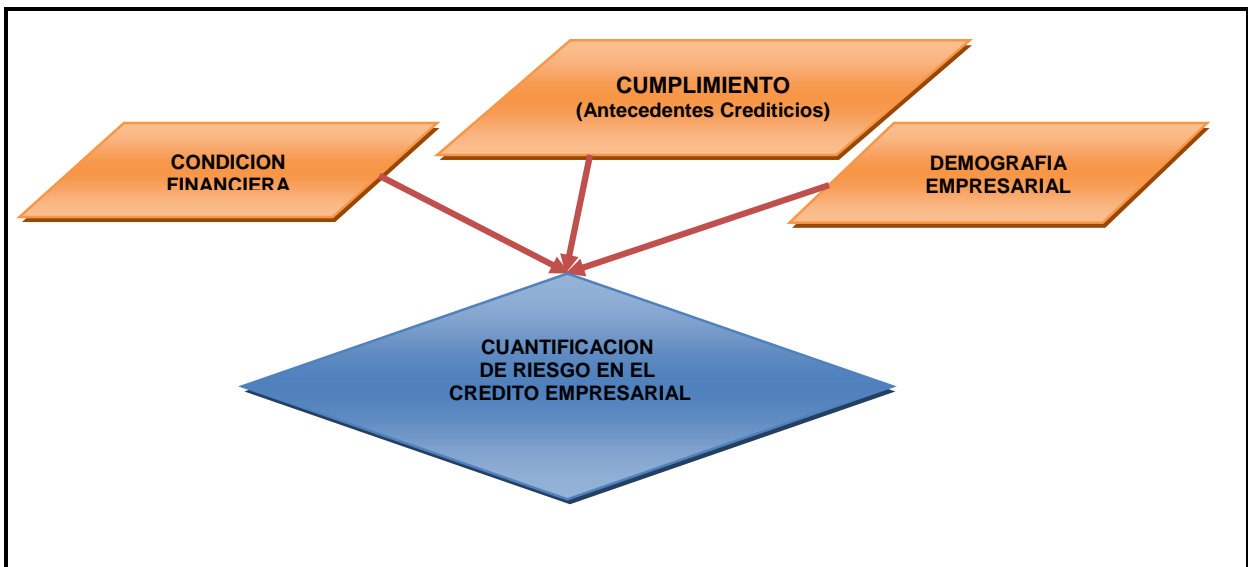 CUMPLIMIENTO
(Antecedentes Crediticios)
CONDICION
FINANCIERA
DEMOGRAFIA
EMPRESARIAL
CUANTIFICACION
DE RIESGO EN EL
CREDITO EMPRESARIAL